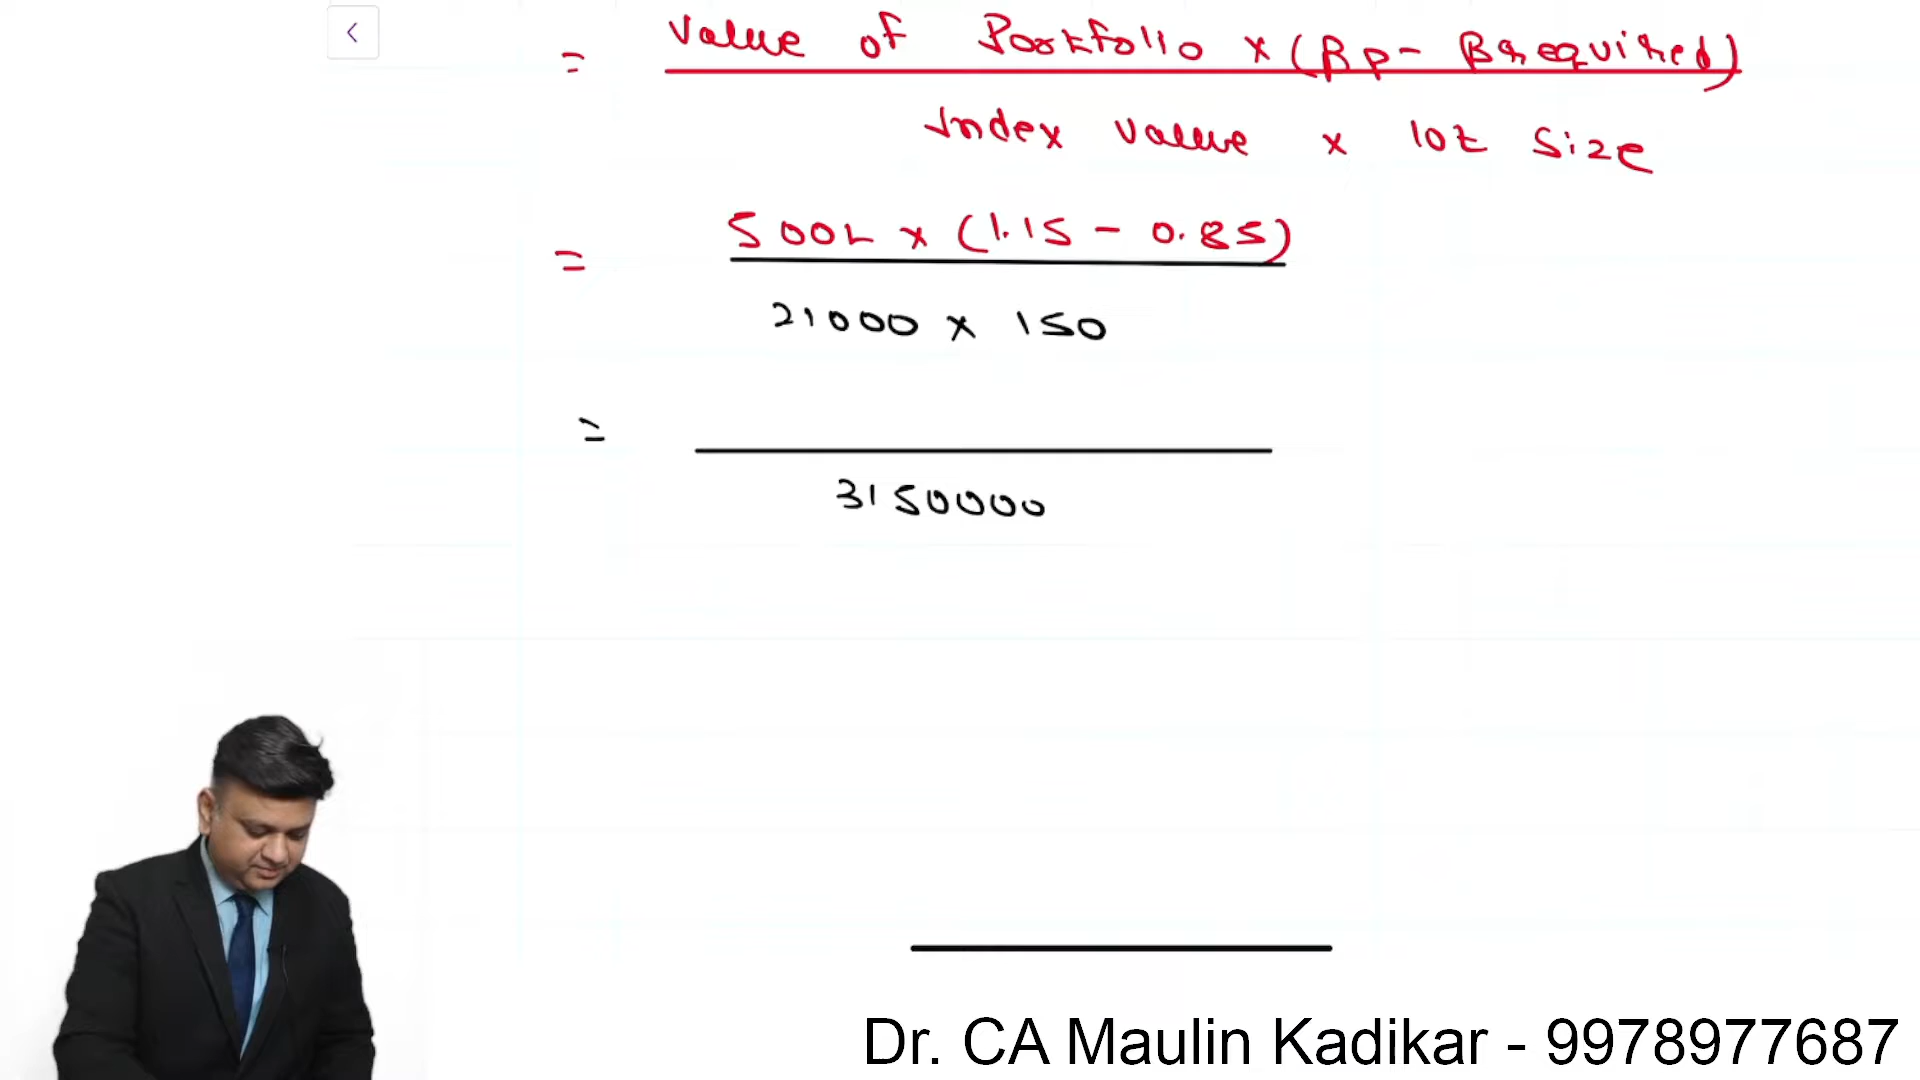 = Value of Portfolio × (βp - βrequired)
Index Value × lot Size
= 500L × (1.15 - 0.85)
21000 × 150
=
3150000
Dr. CA Maulin Kadikar - 9978977687